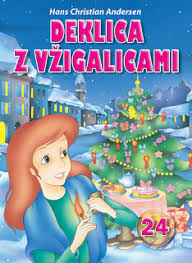 Hans Christian Andersen
DEKLICA
Z VŽIGALICAMI
24